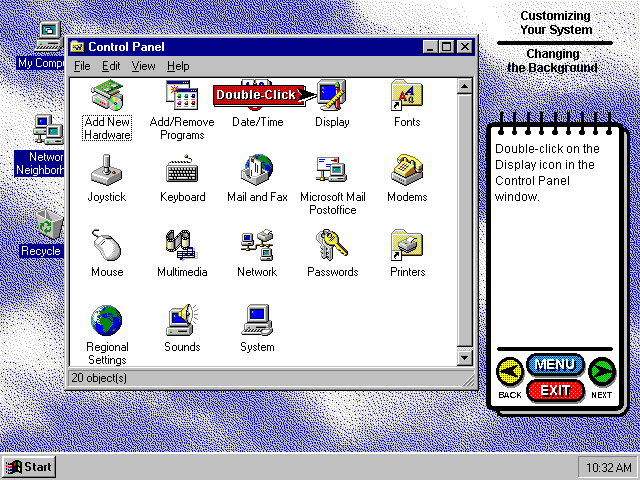 Customizing
Your System
Changing
the Background
My Compu
Control Panel
File Edit View Help
Double-Click
Add New
Hardware
Add/Remove
Programs
Date/Time
Display
Fonts
Joystick
Keyboard
Mail and Fax
Microsoft Mail
Postoffice
Modems
Mouse
Multimedia
Network
Passwords
Printers
Regional
Settings
Sounds
System
20 object(s)
Networ
Neighborh
Recycle
Double-click on the
Display icon in the
Control Panel
window.
MENU
EXIT
BACK
NEXT
Start
10:32 AM